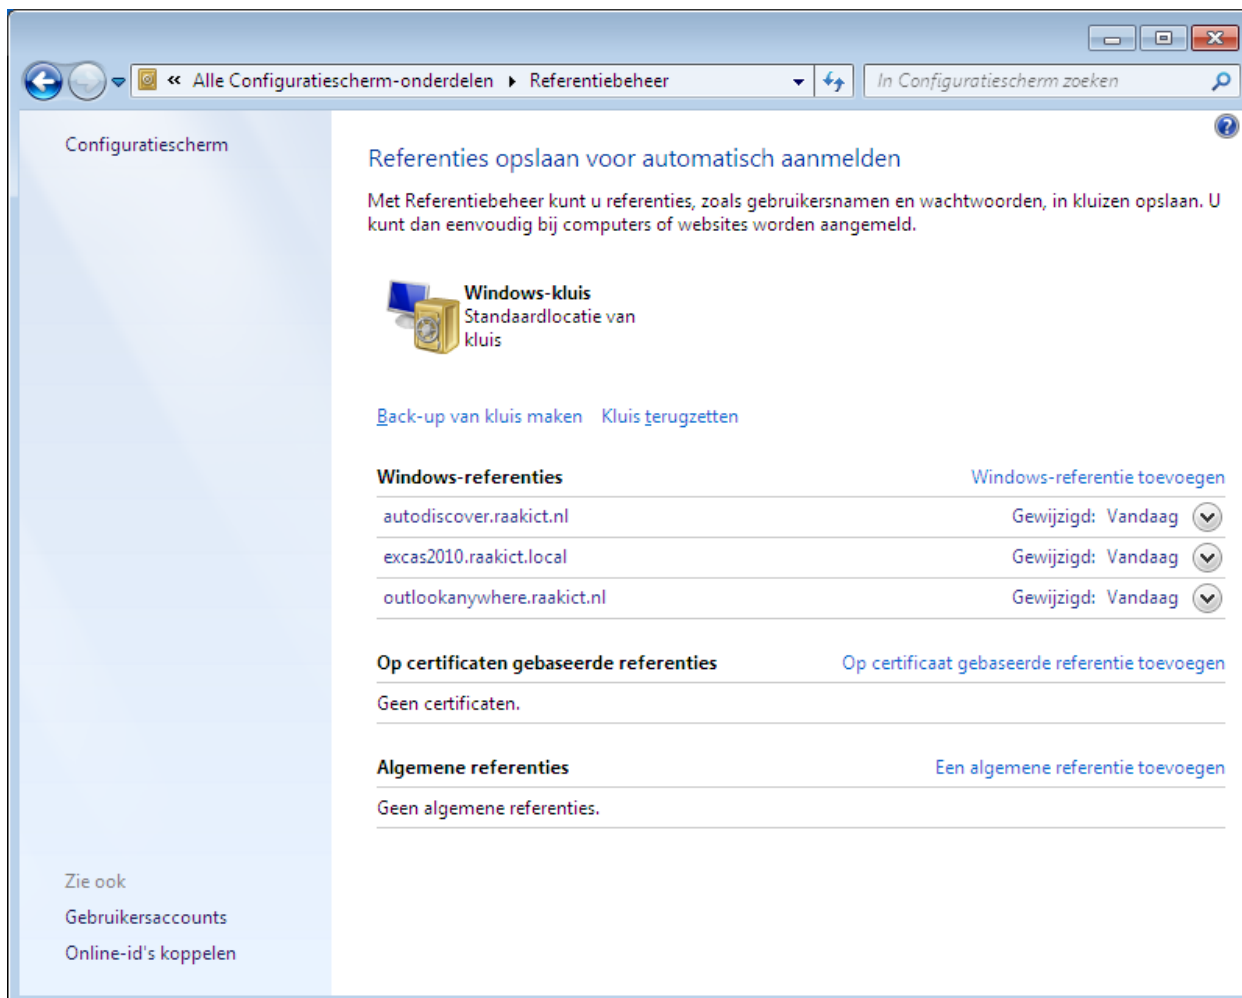 « Alle Configuratiescherm-onderdelen ▸ Referentiebeheer
In Configuratiescherm zoeken
Configuratiescherm
Referenties opslaan voor automatisch aanmelden
Met Referentiebeheer kunt u referenties, zoals gebruikersnamen en wachtwoorden, in kluizen opslaan. U
kunt dan eenvoudig bij computers of websites worden aangemeld.
Windows-kluis
Standaardlocatie van
kluis
Back-up van kluis maken Kluis terugzetten
Windows-referenties Windows-referentie toevoegen
autodiscover.raakict.nl Gewijzigd: Vandaag
excas2010.raakict.local Gewijzigd: Vandaag
outlookanywhere.raakict.nl Gewijzigd: Vandaag
Op certificaten gebaseerde referenties Op certificaat gebaseerde referentie toevoegen
Geen certificaten.
Algemene referenties Een algemene referentie toevoegen
Geen algemene referenties.
Zie ook
Gebruikersaccounts
Online-id's koppelen